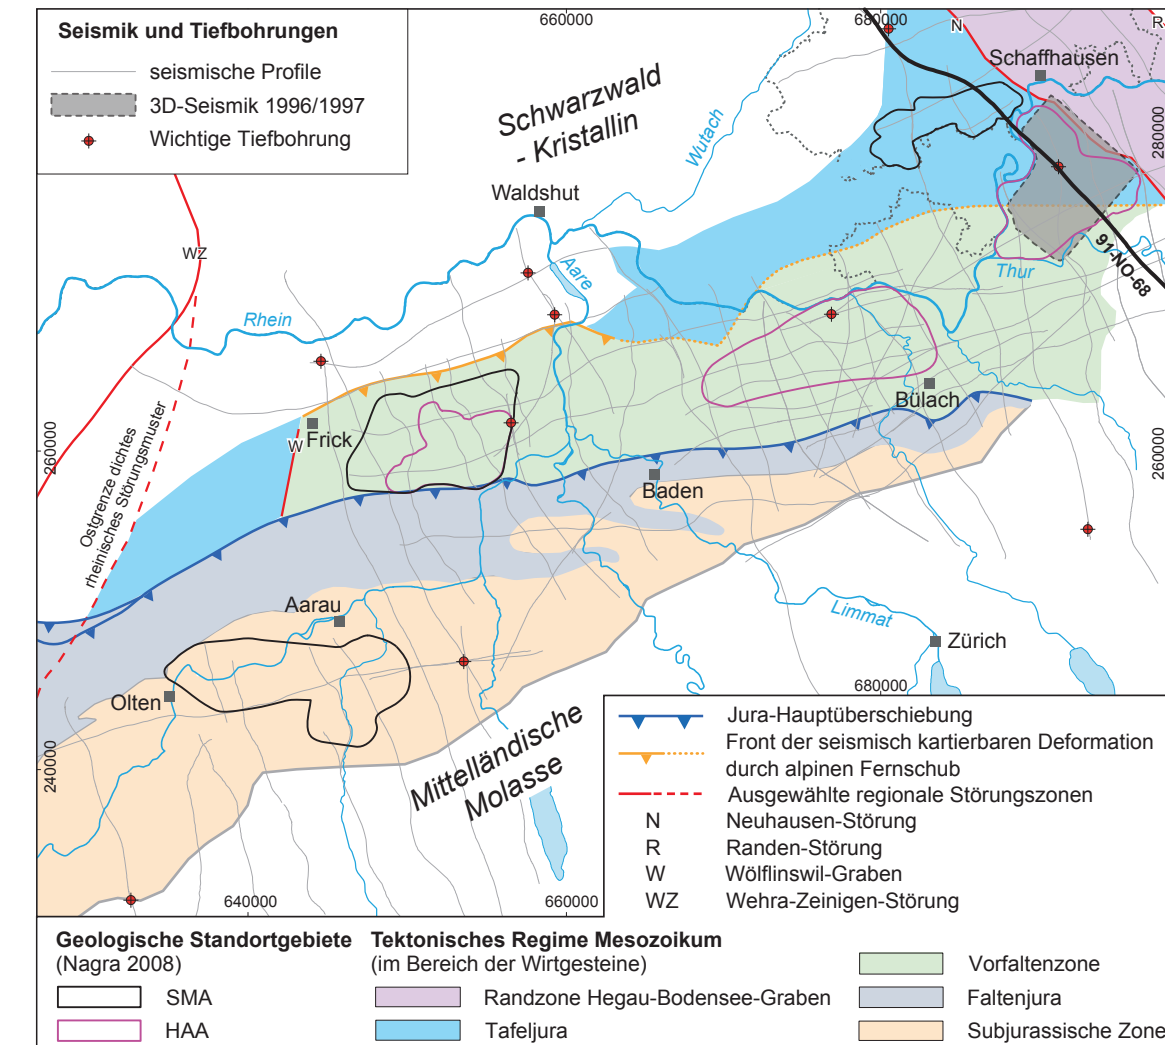 Seismik und Tiefbohrungen
seismische Profile
3D-Seismik 1996/1997
Wichtige Tiefbohrung
660000
680000
N
R
Schaffhausen
280000
Schwarzwald
- Kristallin
Wutach
Waldshut
WZ
Aare
Thur
91-NO-68
Rhein
Bülach
260000
W
Frick
260000
Ostgrenze dichtes
rheinisches Störungsmuster
Baden
Aarau
Limmat
Zürich
Olten
680000
240000
Mittelländische
Molasse
Jura-Hauptüberschiebung
Front der seismisch kartierbaren Deformation
durch alpinen Fernschub
Ausgewählte regionale Störungszonen
N Neuhausen-Störung
R Randen-Störung
W Wölflinswil-Graben
WZ Wehra-Zeinigen-Störung
640000
660000
Geologische Standortgebiete
(Nagra 2008)
SMA
HAA
Tektonisches Regime Mesozoikum
(im Bereich der Wirtgesteine)
Randzone Hegau-Bodensee-Graben
Tafeljura
Vorfaltenzone
Faltenjura
Subjurassische Zone